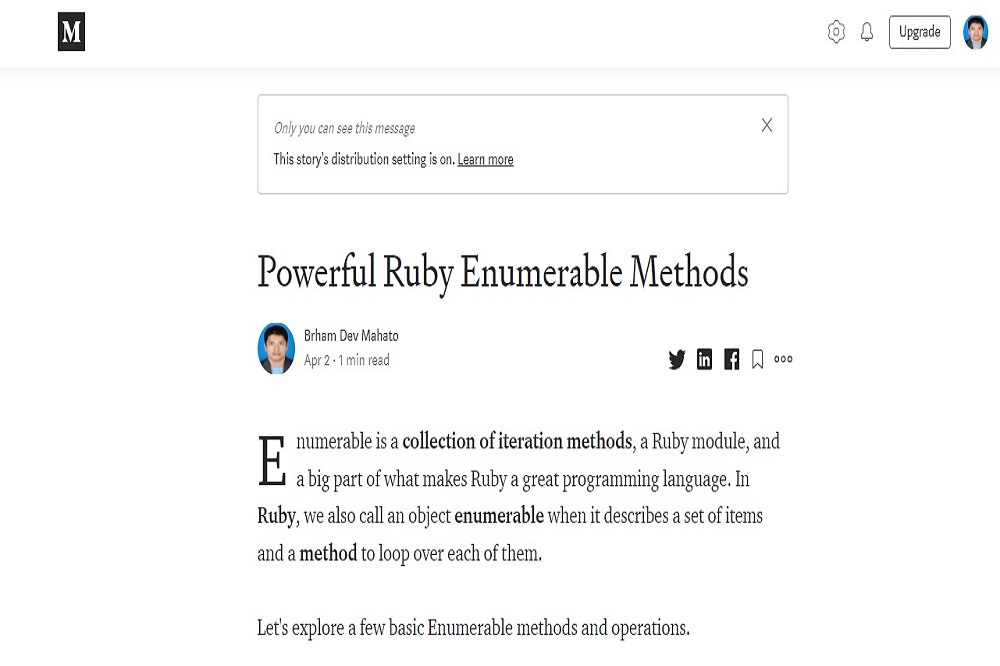 M
Upgrade
Only you can see this message
X
This story's distribution setting is on. Learn more
Powerful Ruby Enumerable Methods
Brham Dev Mahato
Apr 2 · 1 min read
in f
Enumerable is a collection of iteration methods, a Ruby module, and
a big part of what makes Ruby a great programming language. In
Ruby, we also call an object enumerable when it describes a set of items
and a method to loop over each of them.
Let's explore a few basic Enumerable methods and operations.